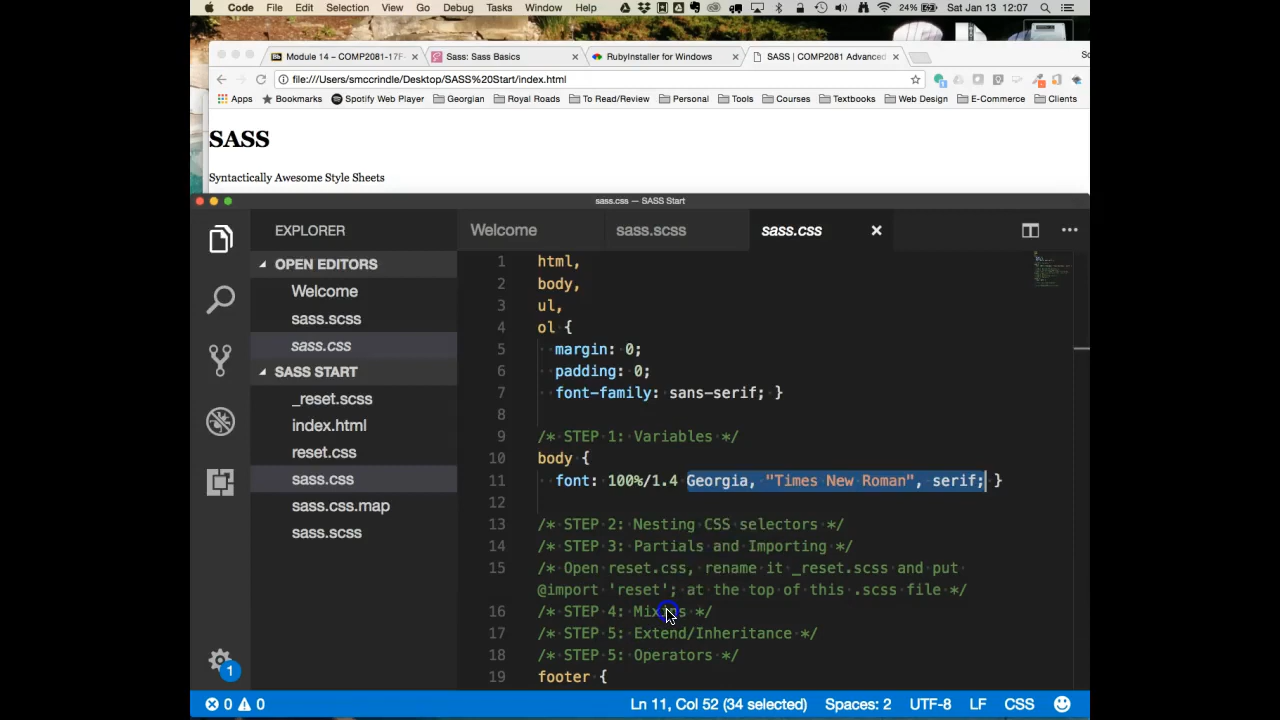 Code File Edit Selection View Go Debug Tasks Window Help 24% Sat Jan 13 12:07
Module 14 – COMP2081-17F- Sass: Sass Basics RubyInstaller for Windows SASS | COMP2081 Advanced
file:///Users/smccrindle/Desktop/SASS%20Start/index.html
Apps Bookmarks Spotify Web Player Georgian Royal Roads To Read/Review Personal Tools Courses Textbooks Web Design E-Commerce Clients
SASS
Syntactically Awesome Style Sheets
sass.css — SASS Start
EXPLORER
OPEN EDITORS
Welcome
sass.scss
sass.css
SASS START
_reset.scss
index.html
reset.css
sass.css
sass.css.map
sass.scss
1
Welcome sass.scss sass.css
1 html,
2 body,
3 ul,
4 ol {
5 margin: 0;
6 padding: 0;
7 font-family: sans-serif; }
8
9 /* STEP 1: Variables */
10 body {
11 font: 100%/1.4 Georgia, "Times New Roman", serif; }
12
13 /* STEP 2: Nesting CSS selectors */
14 /* STEP 3: Partials and Importing */
15 /* Open reset.css, rename it _reset.scss and put
@import 'reset'; at the top of this .scss file */
16 /* STEP 4: Mixins */
17 /* STEP 5: Extend/Inheritance */
18 /* STEP 5: Operators */
19 footer {
0 0 Ln 11, Col 52 (34 selected) Spaces: 2 UTF-8 LF CSS